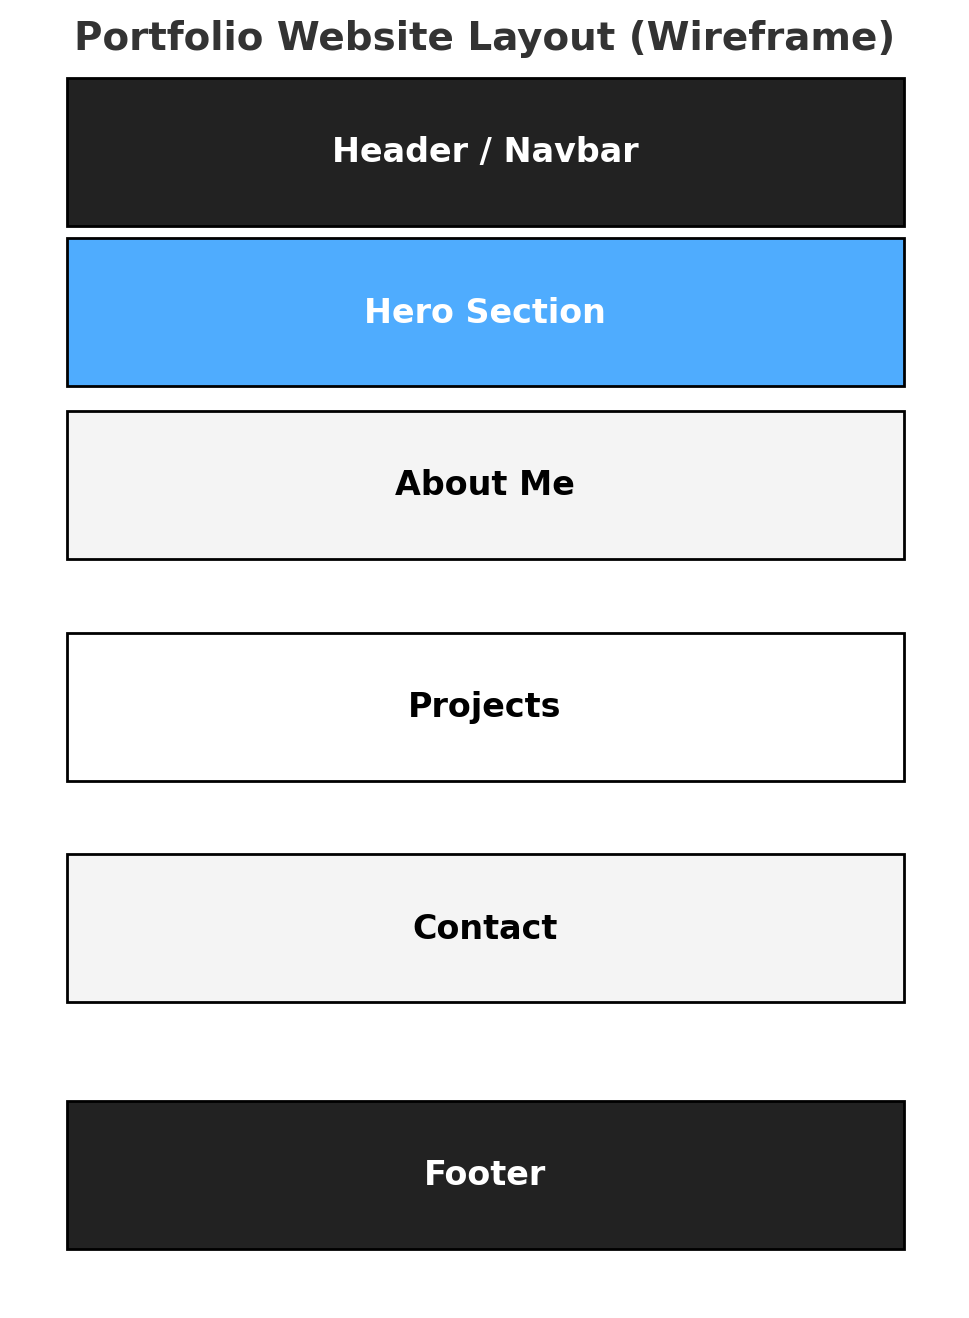 Portfolio Website Layout (Wireframe)
Header / Navbar
Hero Section
About Me
Projects
Contact
Footer